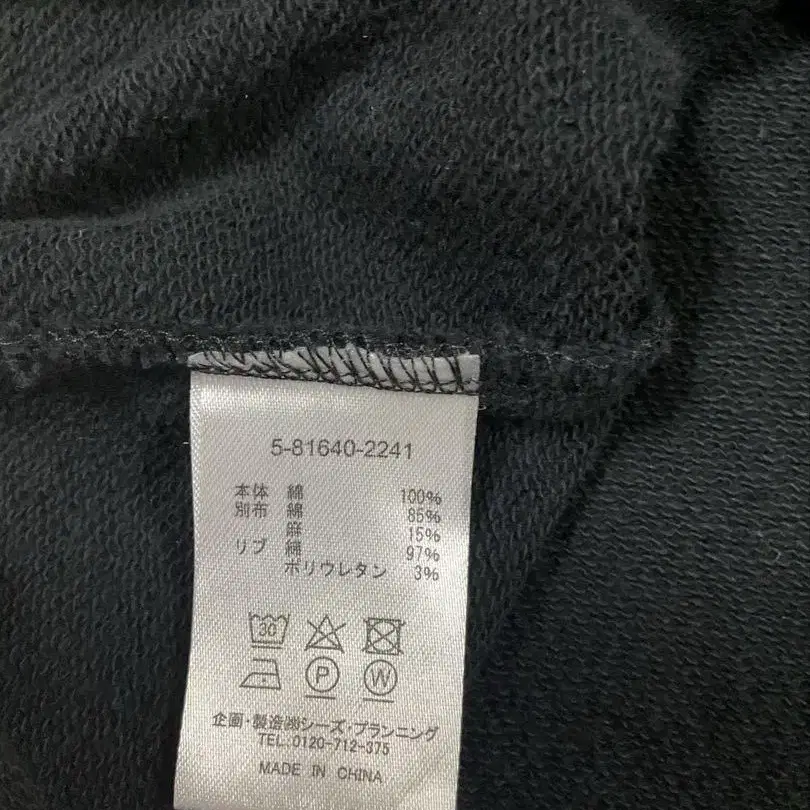 5-81640-2241
本体 綿 100%
別布 綿 85%
麻 15%
リブ 綿 97%
ポリウレタン 3%
30
P W
企画・製造㈱シーズ・プランニング
TEL.0120-712-375
MADE IN CHINA